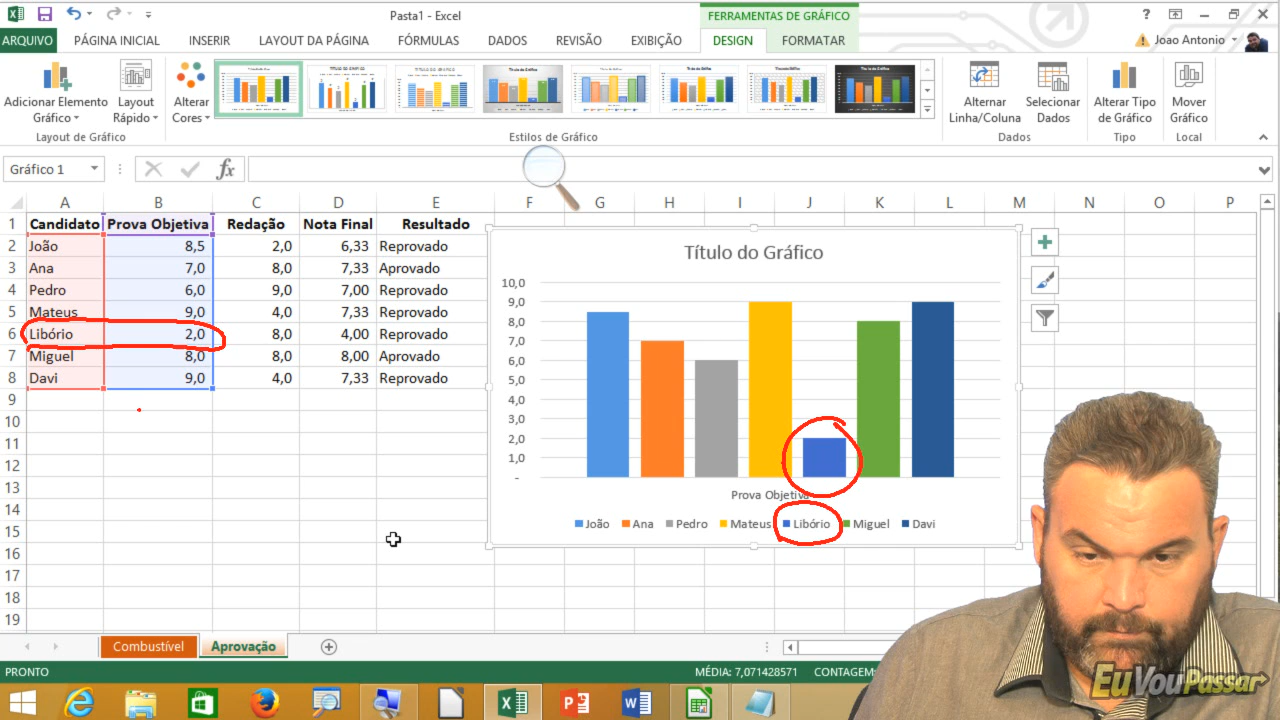 Pasta1 - Excel
FERRAMENTAS DE GRÁFICO
ARQUIVO PÁGINA INICIAL INSERIR LAYOUT DA PÁGINA FÓRMULAS DADOS REVISÃO EXIBIÇÃO DESIGN FORMATAR Joao Antonio
Adicionar Elemento Gráfico Layout Rápido Alterar Cores Alternar Linha/Coluna Selecionar Dados Alterar Tipo de Gráfico Mover Gráfico
Layout de Gráfico Estilos de Gráfico Dados Tipo Local
Gráfico 1 fx
A B C D E F G H I J K L M N O P
1 Candidato Prova Objetiva Redação Nota Final Resultado
2 João 8,5 2,0 6,33 Reprovado
3 Ana 7,0 8,0 7,33 Aprovado
4 Pedro 6,0 9,0 7,00 Reprovado
5 Mateus 9,0 4,0 7,33 Reprovado
6 Libório 2,0 8,0 4,00 Reprovado
7 Miguel 8,0 8,0 8,00 Aprovado
8 Davi 9,0 4,0 7,33 Reprovado
9
10
11
12
13
14
15
16
17
18
19
Título do Gráfico
10,0
9,0
8,0
7,0
6,0
5,0
4,0
3,0
2,0
1,0
-
Prova Objetiva
João Ana Pedro Mateus Libório Miguel Davi
Combustível Aprovação
PRONTO MÉDIA: 7,071428571 CONTAGEM:
EuVouPassar